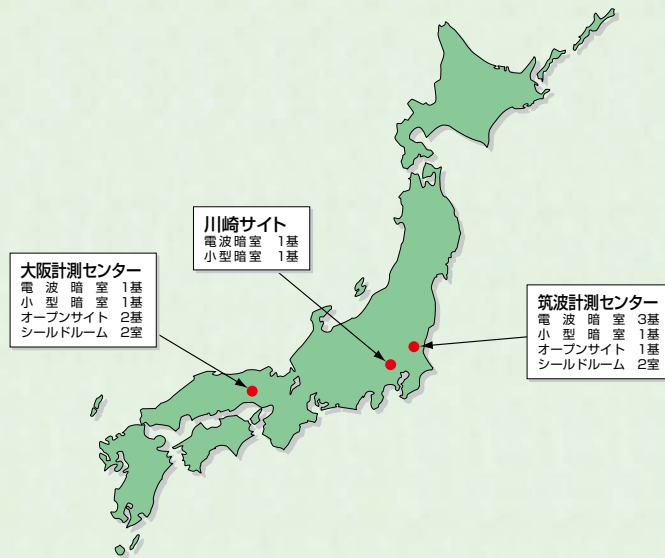 川崎サイト
電波暗室 1基
小型暗室 1基
大阪計測センター
電波暗室 1基
小型暗室 1基
オープンサイト 2基
シールドルーム 2室
筑波計測センター
電波暗室 3基
小型暗室 1基
オープンサイト 1基
シールドルーム 2室